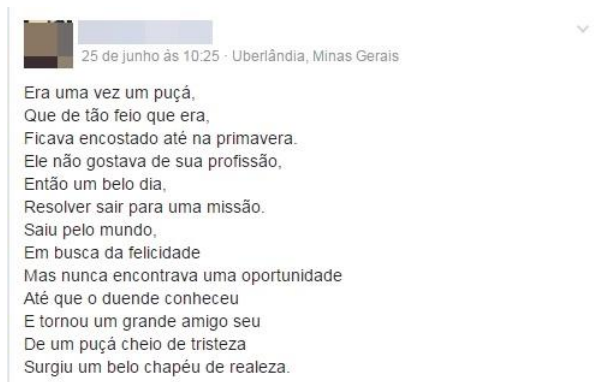 25 de junho às 10:25 · Uberlândia, Minas Gerais
Era uma vez um puçá,
Que de tão feio que era,
Ficava encostado até na primavera.
Ele não gostava de sua profissão,
Então um belo dia,
Resolver sair para uma missão.
Saiu pelo mundo,
Em busca da felicidade
Mas nunca encontrava uma oportunidade
Até que o duende conheceu
E tornou um grande amigo seu
De um puçá cheio de tristeza
Surgiu um belo chapéu de realeza.